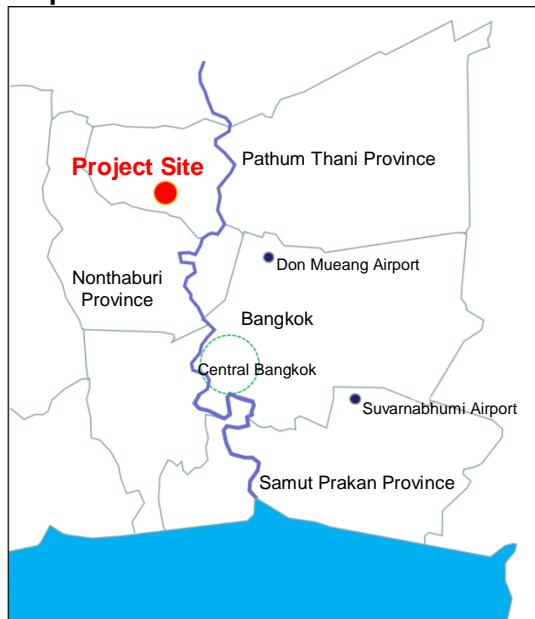 Pathum Thani Province
Project Site
Don Mueang Airport
Nonthaburi
Province
Bangkok
Central Bangkok
Suvarnabhumi Airport
Samut Prakan Province